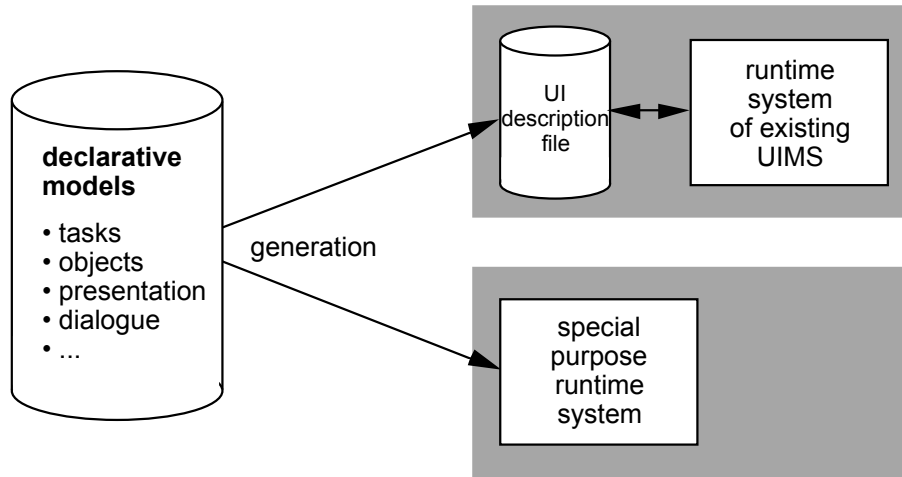 declarative
models
• tasks
• objects
• presentation
• dialogue
• ...
generation
UI
description
file
runtime
system
of existing
UIMS
special
purpose
runtime
system